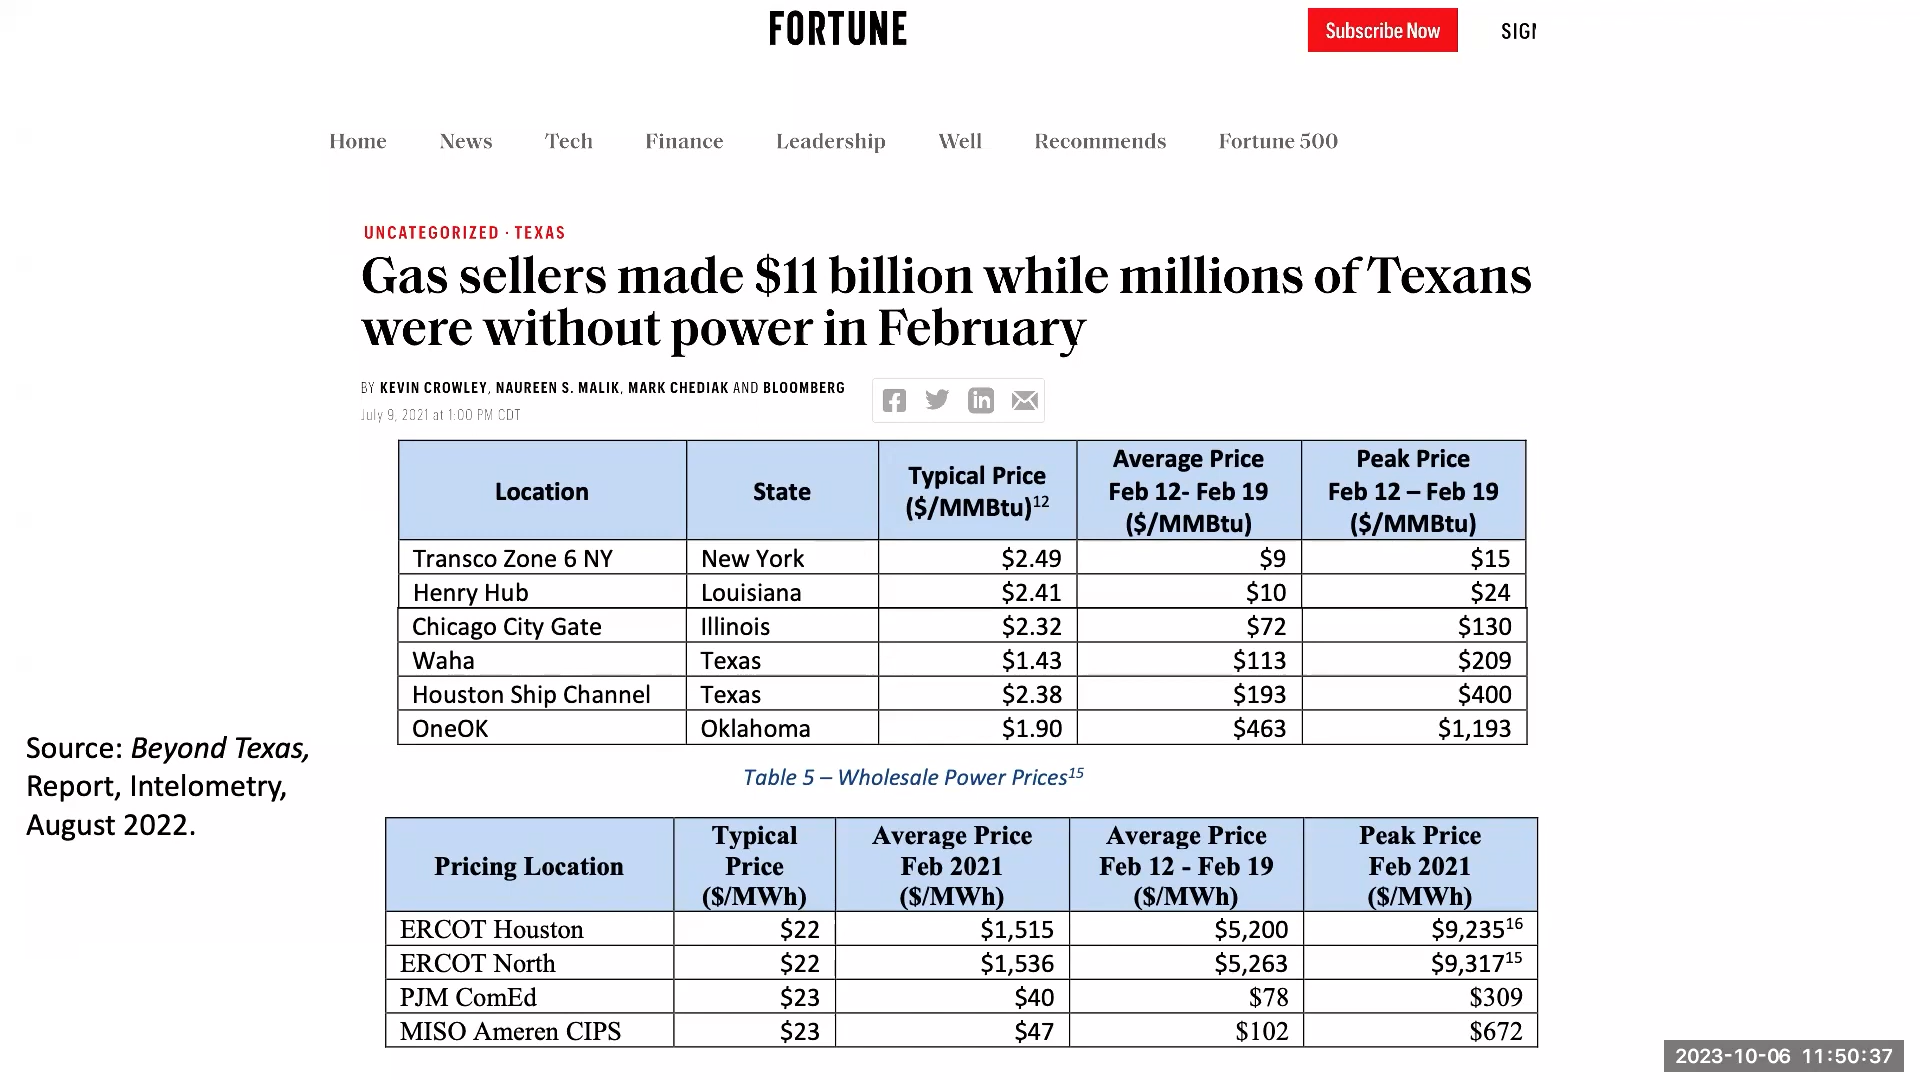 FORTUNE
Subscribe Now
SIGN
Home News Tech Finance Leadership Well Recommends Fortune 500
UNCATEGORIZED · TEXAS
Gas sellers made $11 billion while millions of Texans
were without power in February
BY KEVIN CROWLEY, NAUREEN S. MALIK, MARK CHEDIAK AND BLOOMBERG
July 9, 2021 at 1:00 PM CDT
Location State Typical Price ($/MMBtu)12 Average Price Feb 12- Feb 19 ($/MMBtu) Peak Price Feb 12 – Feb 19 ($/MMBtu)
Transco Zone 6 NY New York $2.49 $9 $15
Henry Hub Louisiana $2.41 $10 $24
Chicago City Gate Illinois $2.32 $72 $130
Waha Texas $1.43 $113 $209
Houston Ship Channel Texas $2.38 $193 $400
OneOK Oklahoma $1.90 $463 $1,193
Source: Beyond Texas,
Report, Intelometry,
August 2022.
Table 5 – Wholesale Power Prices15
Pricing Location Typical Price ($/MWh) Average Price Feb 2021 ($/MWh) Average Price Feb 12 - Feb 19 ($/MWh) Peak Price Feb 2021 ($/MWh)
ERCOT Houston $22 $1,515 $5,200 $9,23516
ERCOT North $22 $1,536 $5,263 $9,31715
PJM ComEd $23 $40 $78 $309
MISO Ameren CIPS $23 $47 $102 $672
2023-10-06 11:50:37